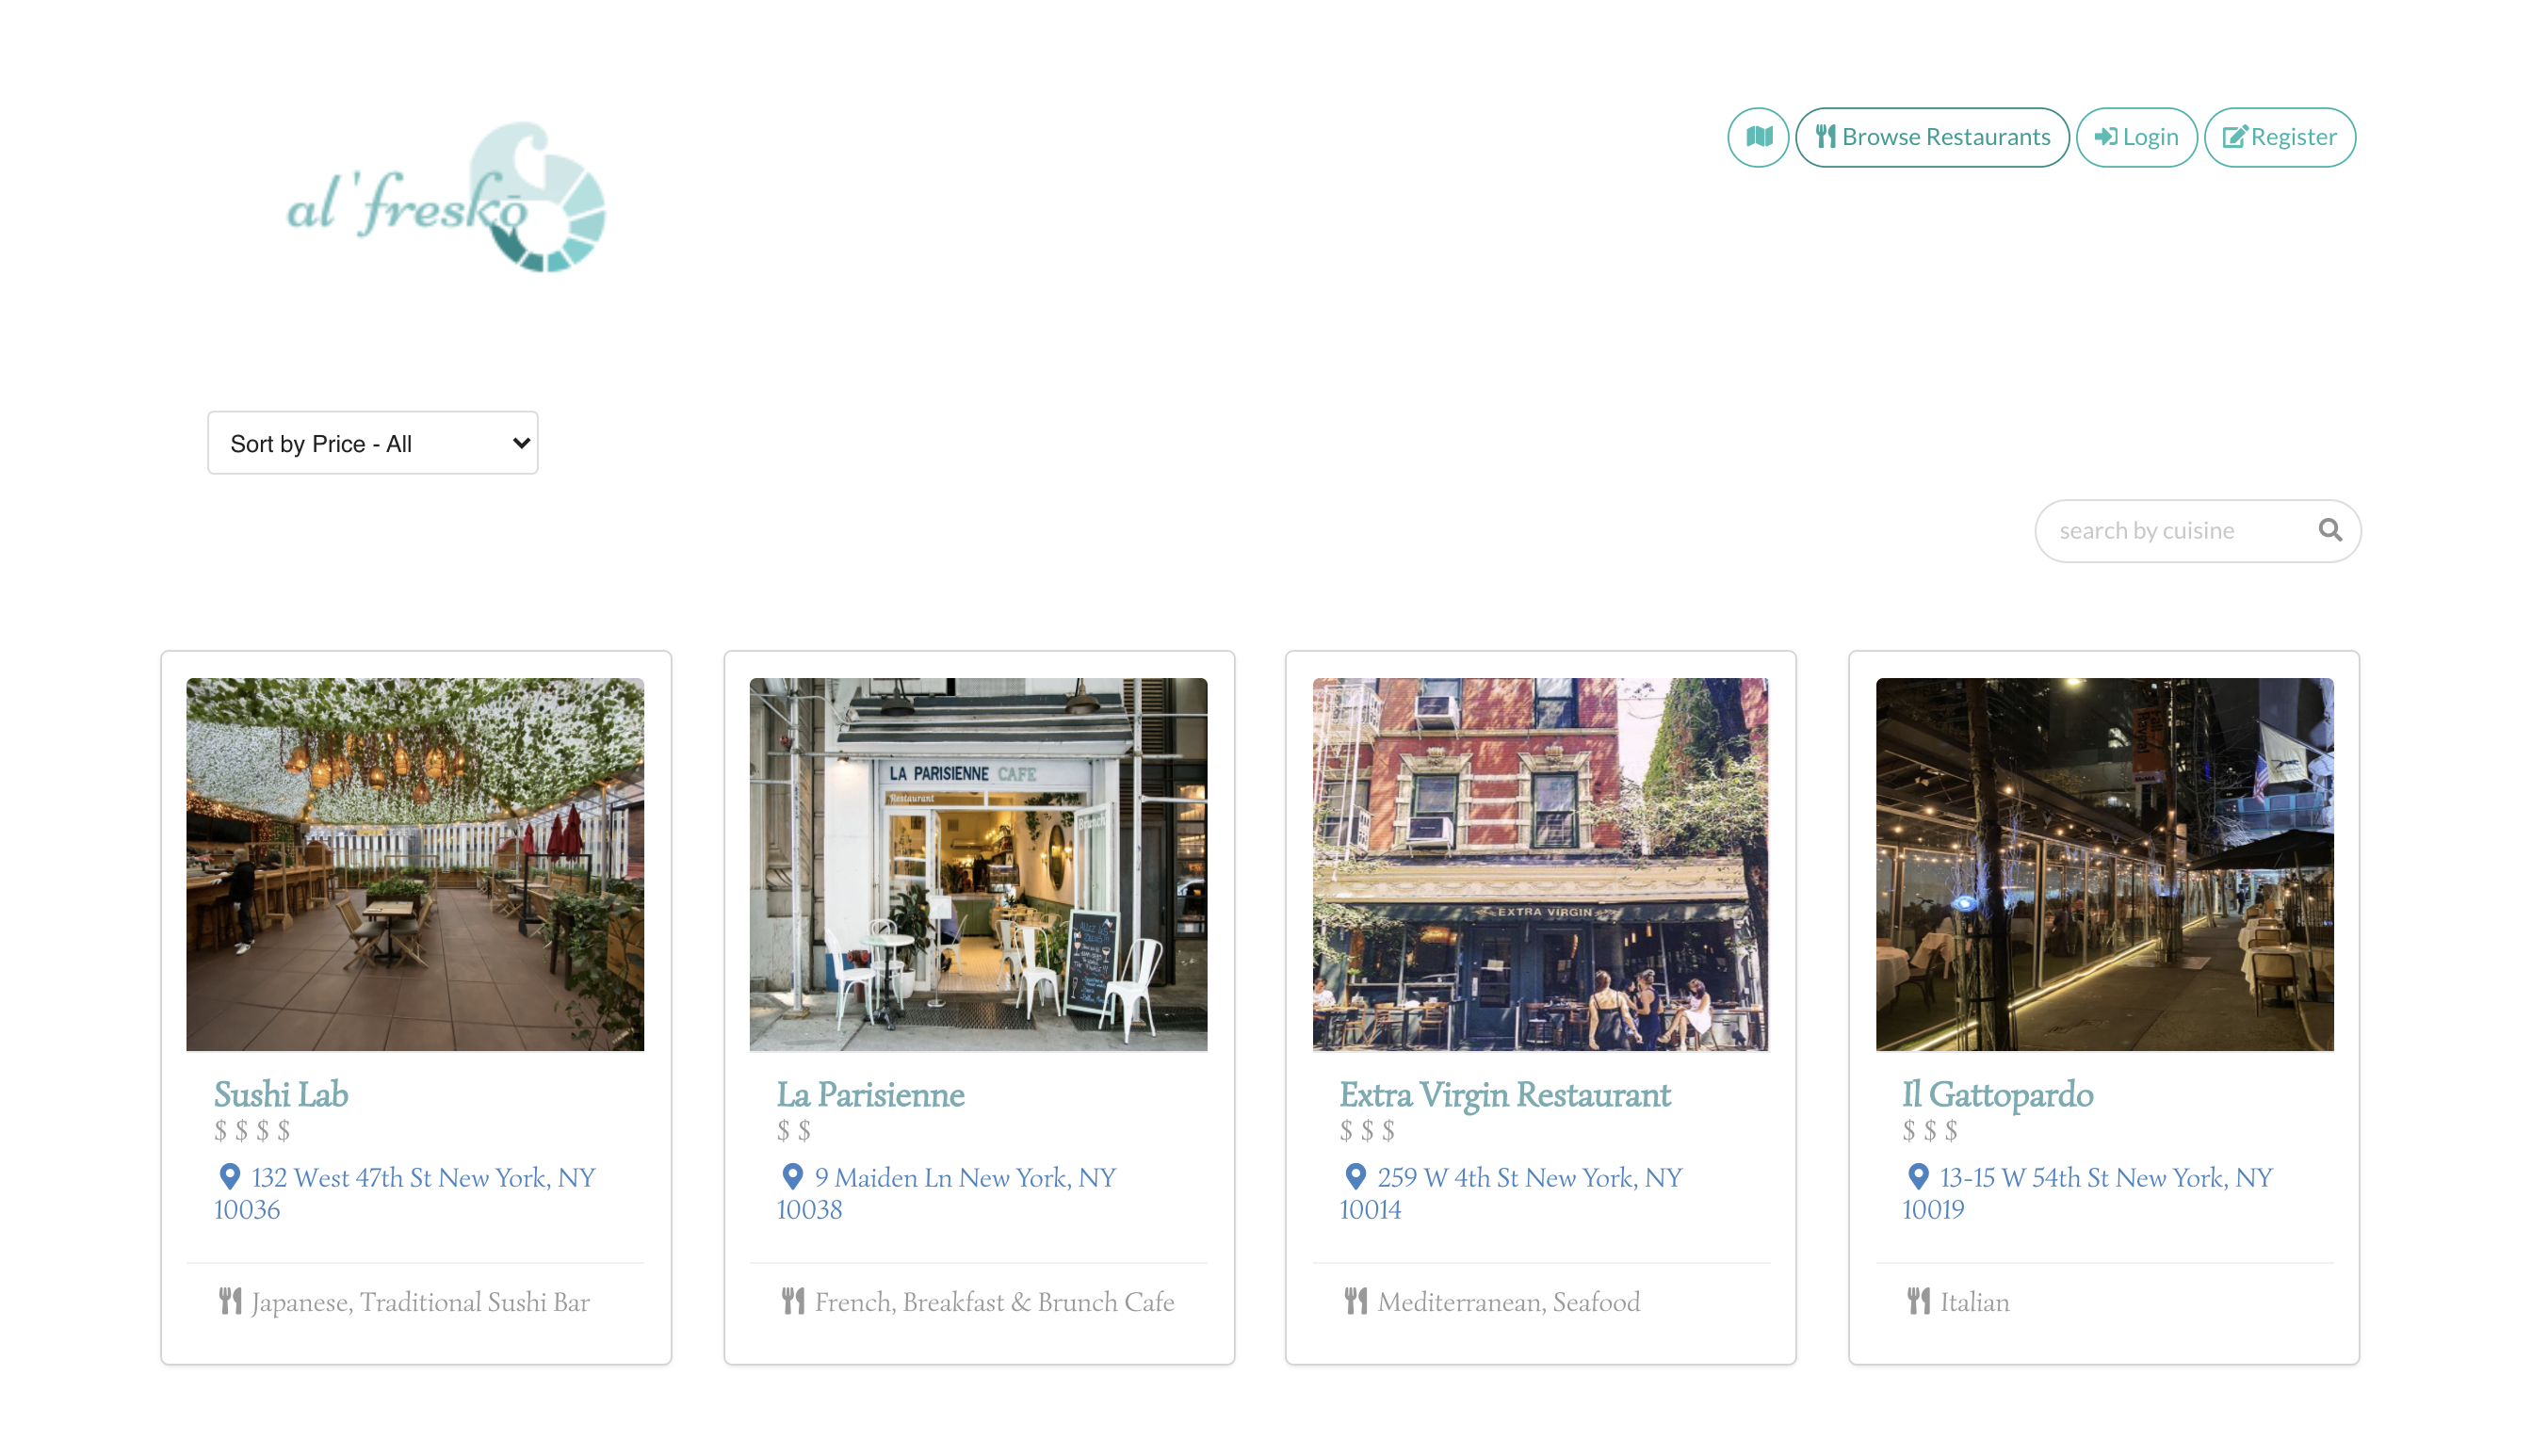 al'freskō
Browse Restaurants
Login
Register
Sort by Price - All
search by cuisine
LA PARISIENNE CAFE
Restaurant
Brunch
EXTRA VIRGIN
Sushi Lab
$ $ $ $
132 West 47th St New York, NY
10036
Japanese, Traditional Sushi Bar
La Parisienne
$ $
9 Maiden Ln New York, NY
10038
French, Breakfast & Brunch Cafe
Extra Virgin Restaurant
$ $ $
259 W 4th St New York, NY
10014
Mediterranean, Seafood
Il Gattopardo
$ $ $
13-15 W 54th St New York, NY
10019
Italian